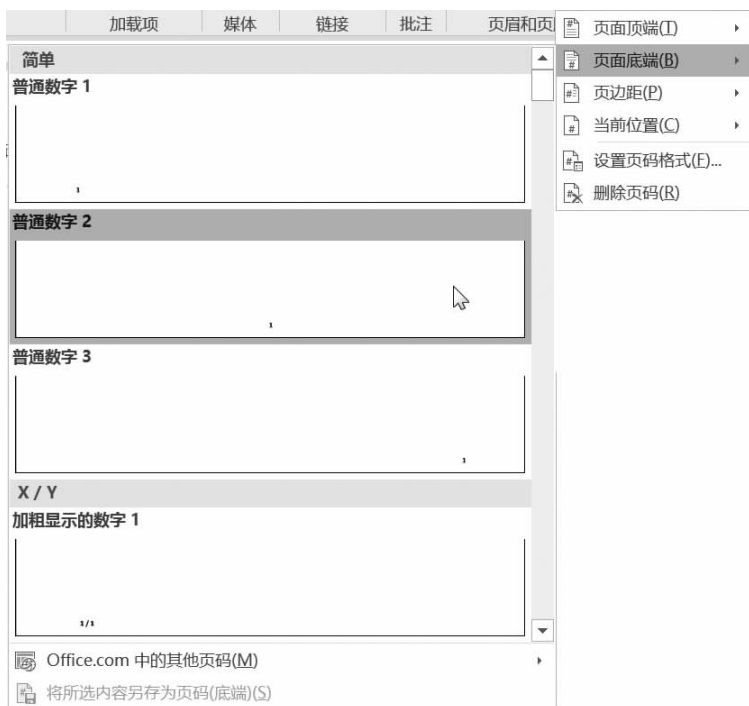 加载项 媒体 链接 批注 页眉和页
简单
普通数字 1
1
普通数字 2
1
普通数字 3
1
X / Y
加粗显示的数字 1
1/1
Office.com 中的其他页码(M)
将所选内容另存为页码(底端)(S)
页面顶端(T)
页面底端(B)
页边距(P)
当前位置(C)
设置页码格式(F)...
删除页码(R)